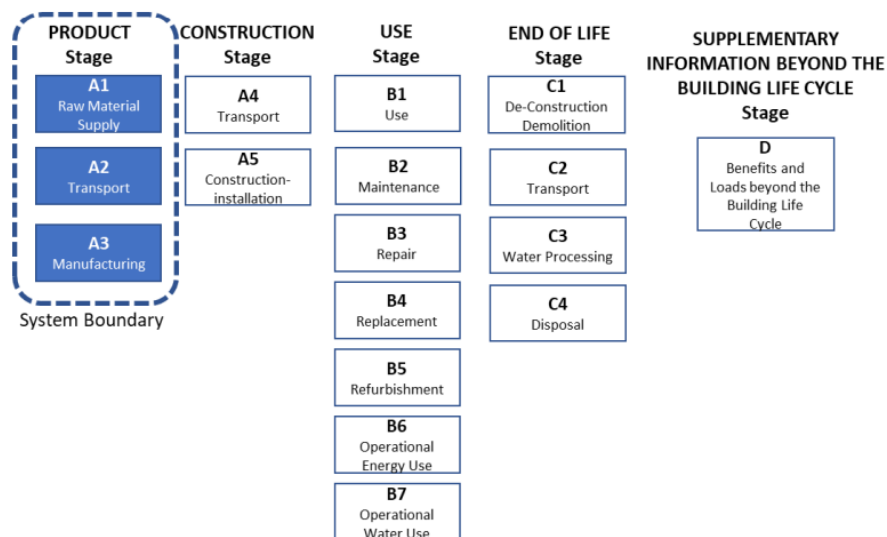 PRODUCT
Stage
A1
Raw Material
Supply
A2
Transport
A3
Manufacturing
System Boundary
CONSTRUCTION
Stage
A4
Transport
A5
Construction-
installation
USE
Stage
B1
Use
B2
Maintenance
B3
Repair
B4
Replacement
B5
Refurbishment
B6
Operational
Energy Use
B7
Operational
Water Use
END OF LIFE
Stage
C1
De-Construction
Demolition
C2
Transport
C3
Water Processing
C4
Disposal
SUPPLEMENTARY
INFORMATION BEYOND THE
BUILDING LIFE CYCLE
Stage
D
Benefits and
Loads beyond the
Building Life
Cycle